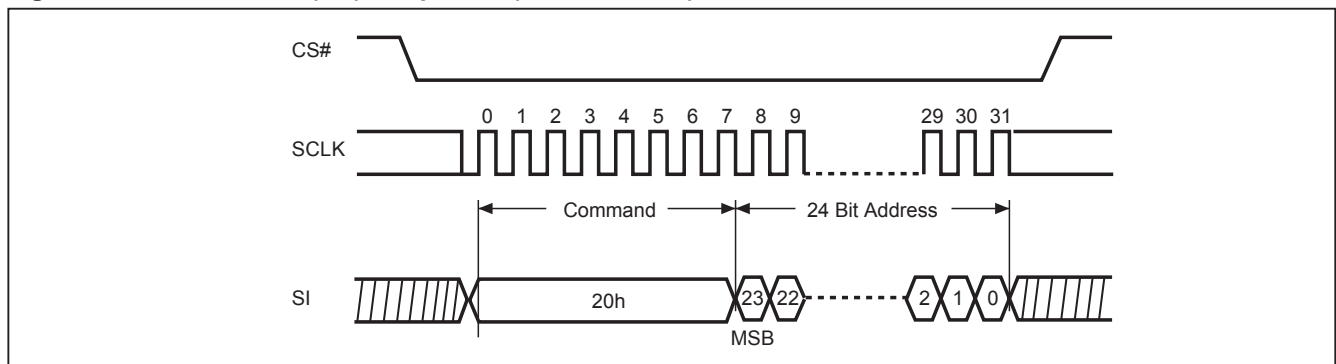 CS#
0 1 2 3 4 5 6 7 8 9 29 30 31
SCLK
Command 24 Bit Address
SI 20h 23 22 2 1 0
MSB